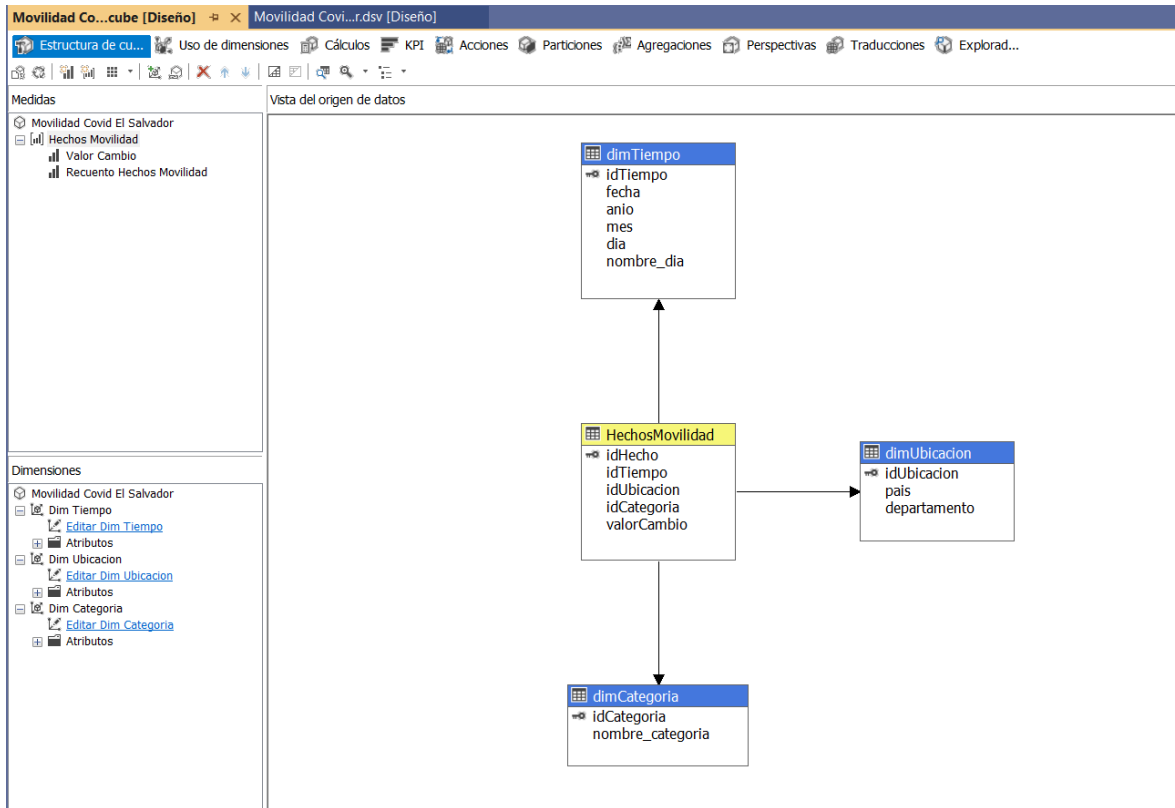 Movilidad Co...cube [Diseño]
Movilidad Covi...r.dsv [Diseño]
Estructura de cu...
Uso de dimensiones
Cálculos
KPI
Acciones
Particiones
Agregaciones
Perspectivas
Traducciones
Explorad...
Medidas
Movilidad Covid El Salvador
Hechos Movilidad
Valor Cambio
Recuento Hechos Movilidad
Dimensiones
Movilidad Covid El Salvador
Dim Tiempo
Editar Dim Tiempo
Atributos
Dim Ubicacion
Editar Dim Ubicacion
Atributos
Dim Categoria
Editar Dim Categoria
Atributos
Vista del origen de datos
dimTiempo
idTiempo
fecha
anio
mes
dia
nombre_dia
HechosMovilidad
idHecho
idTiempo
idUbicacion
idCategoria
valorCambio
dimUbicacion
idUbicacion
pais
departamento
dimCategoria
idCategoria
nombre_categoria